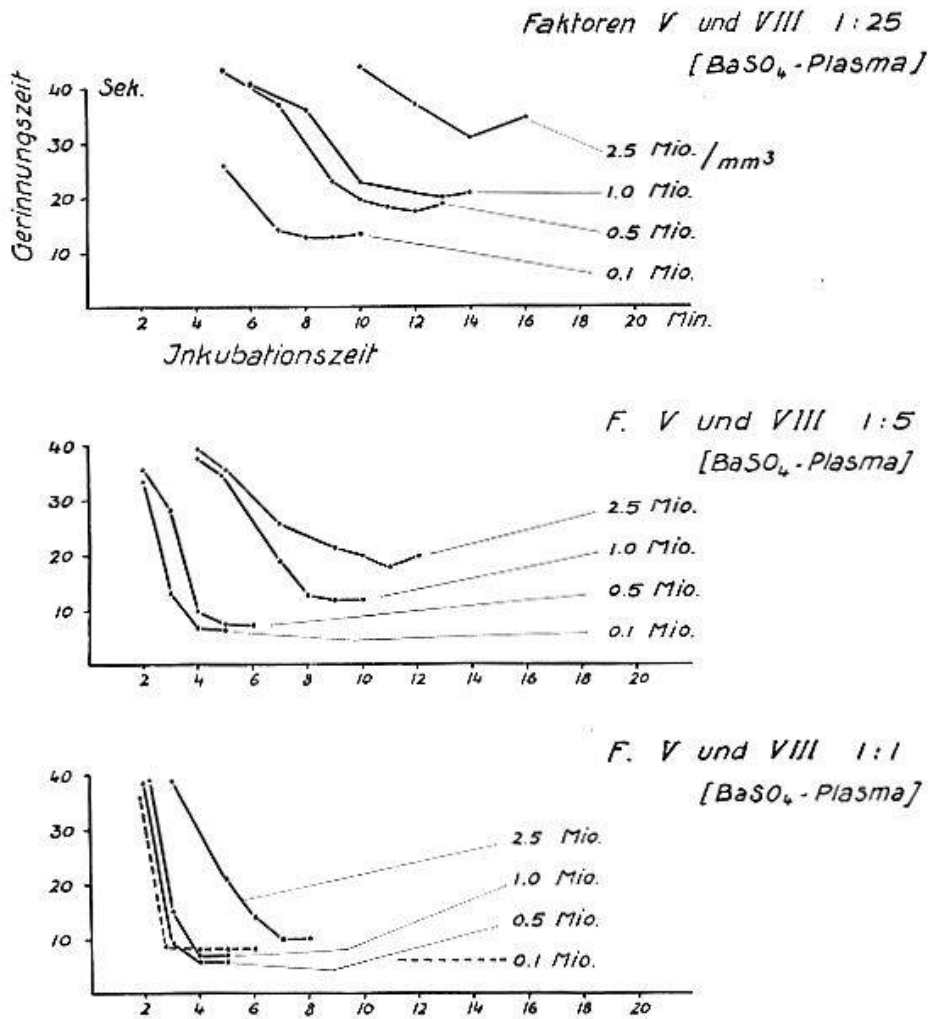 Faktoren V und VIII 1:25
[BaSO₄-Plasma]
Gerinnungszeit
Sek.
40
30
20
10
2.5 Mio./mm³
1.0 Mio.
0.5 Mio.
0.1 Mio.
2 4 6 8 10 12 14 16 18 20 Min.
Inkubationszeit
F. V und VIII 1:5
[BaSO₄-Plasma]
40
30
20
10
2.5 Mio.
1.0 Mio.
0.5 Mio.
0.1 Mio.
2 4 6 8 10 12 14 16 18 20
F. V und VIII 1:1
[BaSO₄-Plasma]
40
30
20
10
2.5 Mio.
1.0 Mio.
0.5 Mio.
0.1 Mio.
2 4 6 8 10 12 14 16 18 20